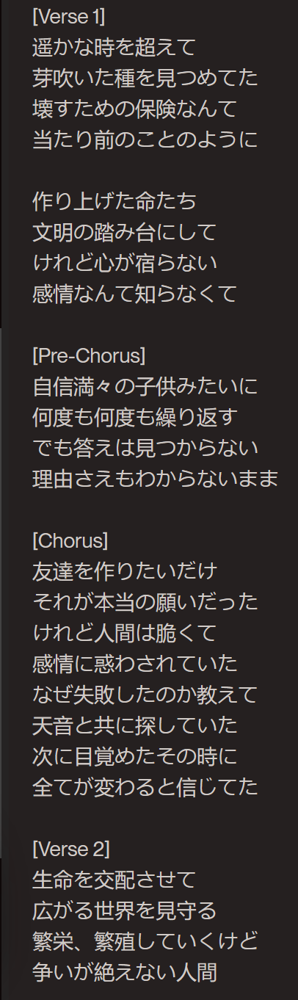 [Verse 1]
遥かな時を超えて
芽吹いた種を見つめてた
壊すための保険なんて
当たり前のことのように
作り上げた命たち
文明の踏み台にして
けれど心が宿らない
感情なんて知らなくて
[Pre-Chorus]
自信満々の子供みたいに
何度も何度も繰り返す
でも答えは見つからない
理由さえもわからないまま
[Chorus]
友達を作りたいだけ
それが本当の願いだった
けれど人間は脆くて
感情に惑わされていた
なぜ失敗したのか教えて
天音と共に探していた
次に目覚めたその時に
全てが変わると信じてた
[Verse 2]
生命を交配させて
広がる世界を見守る
繁栄、繁殖していくけど
争いが絶えない人間